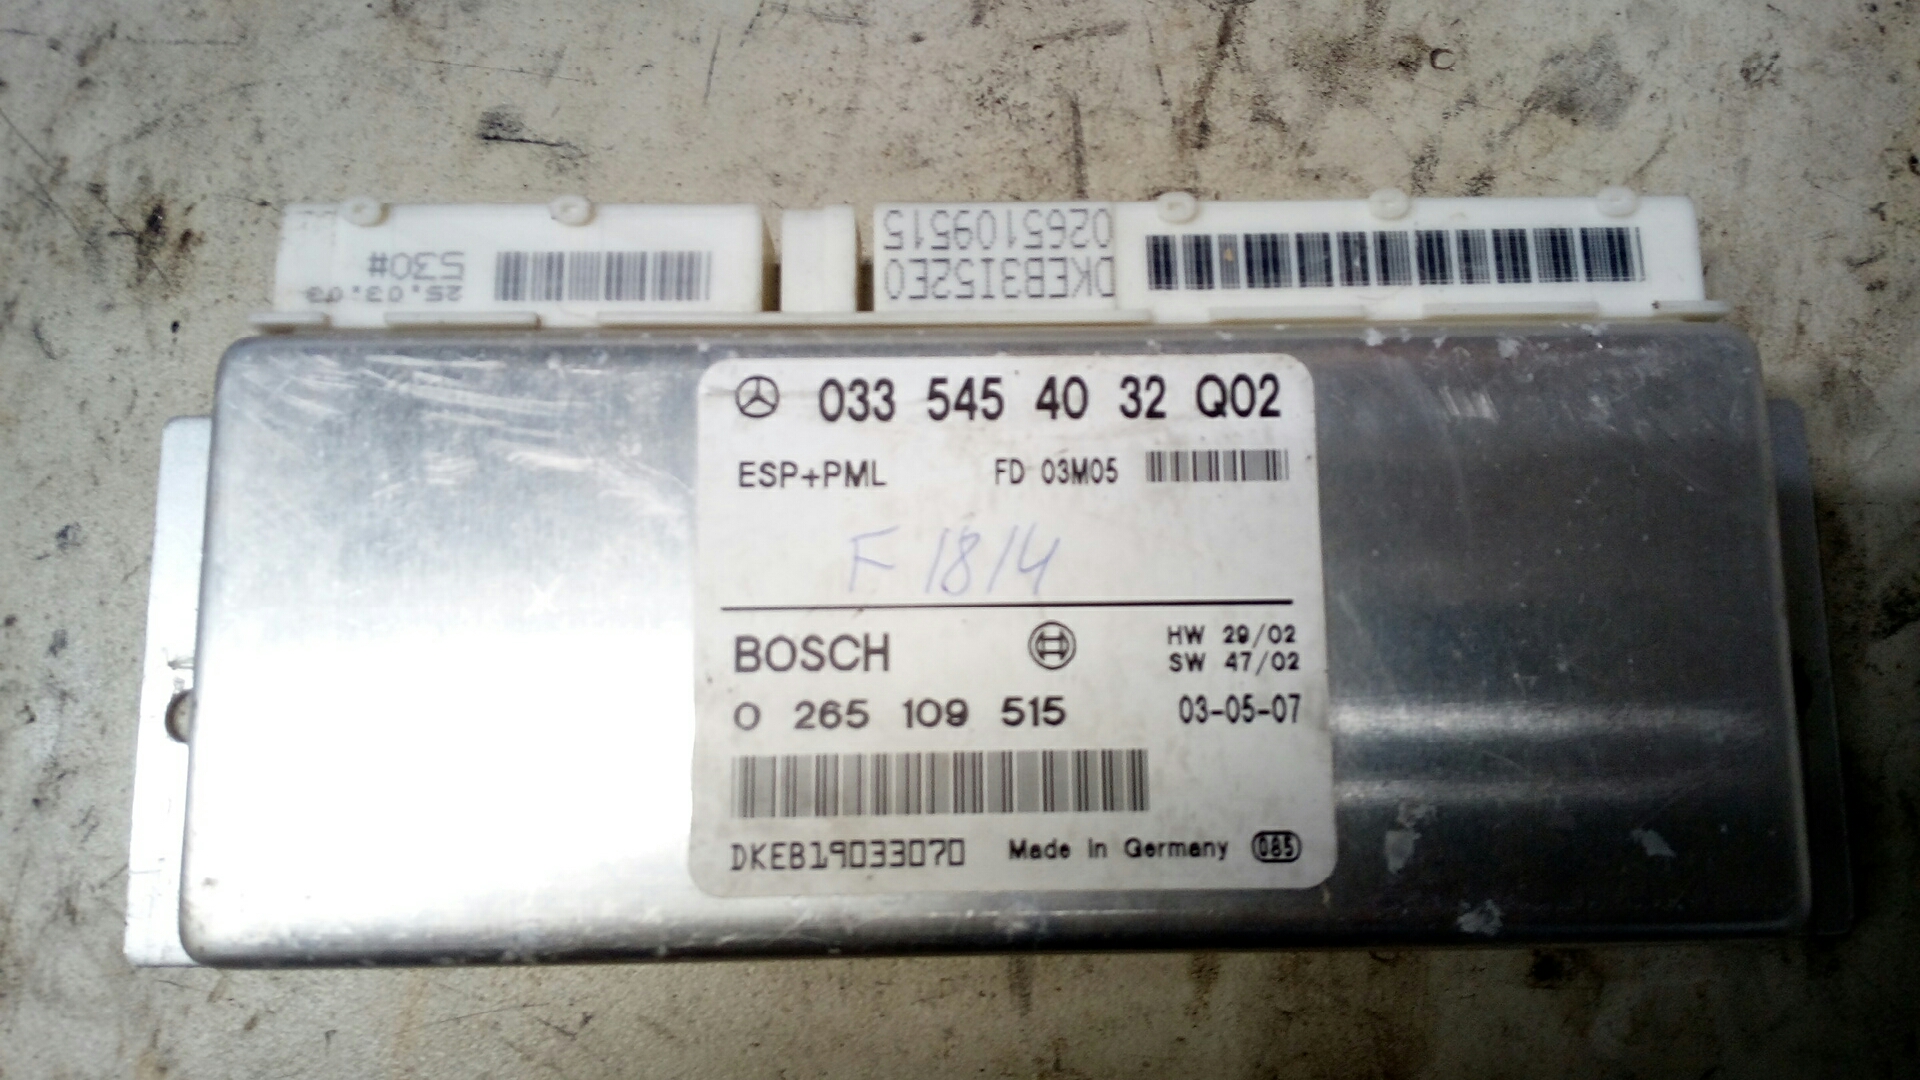 530#
25.03.03
0265109515
DKEB3I52E0
033 545 40 32 Q02
ESP+PML FD 03M05
F 1814
BOSCH HW 29/02
SW 47/02
0 265 109 515 03-05-07
DKEB19033070 Made in Germany 085